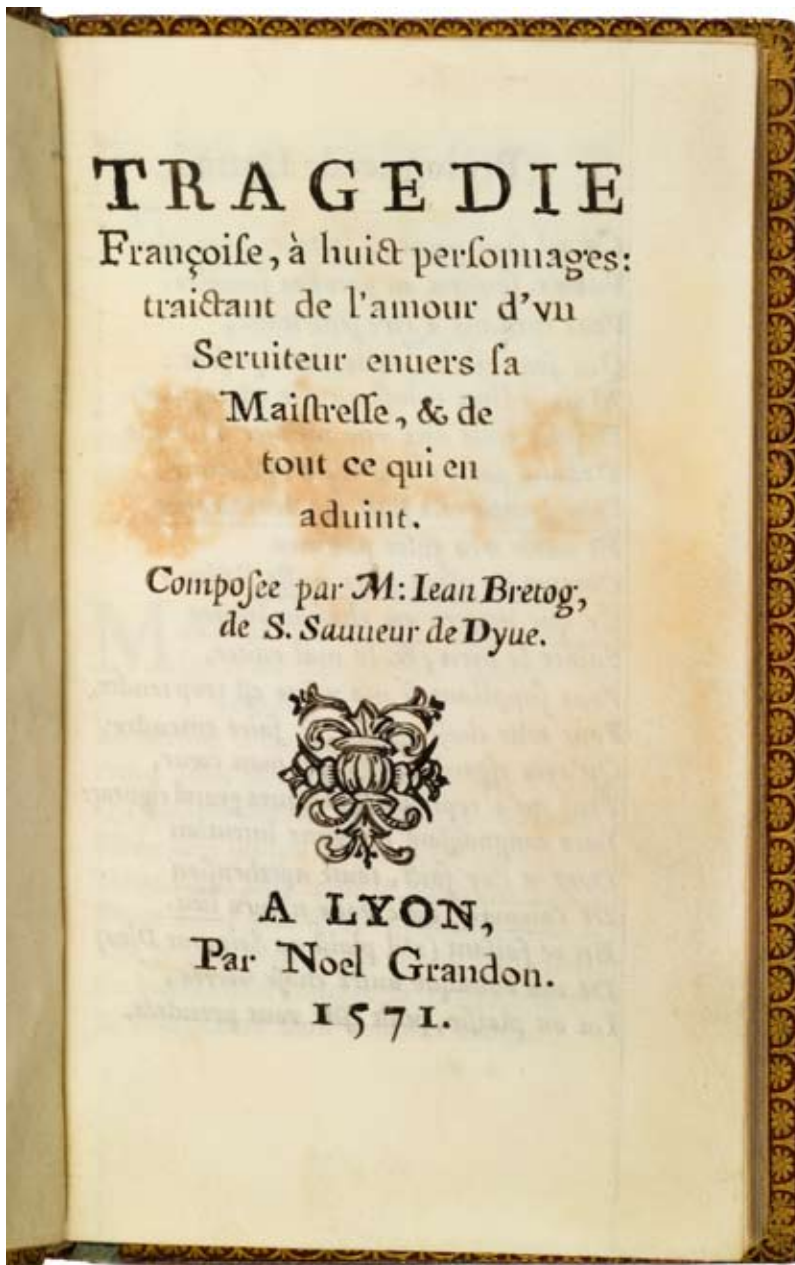 TRAGEDIE
Françoiſe, à huict perſonnages:
traictant de l'amour d'vn
Seruiteur enuers ſa
Maiſtreſſe, & de
tout ce qui en
aduint.
Compoſee par M: Iean Bretog,
de S. Sauueur de Dyue.
A LYON,
Par Noel Grandon.
1571.